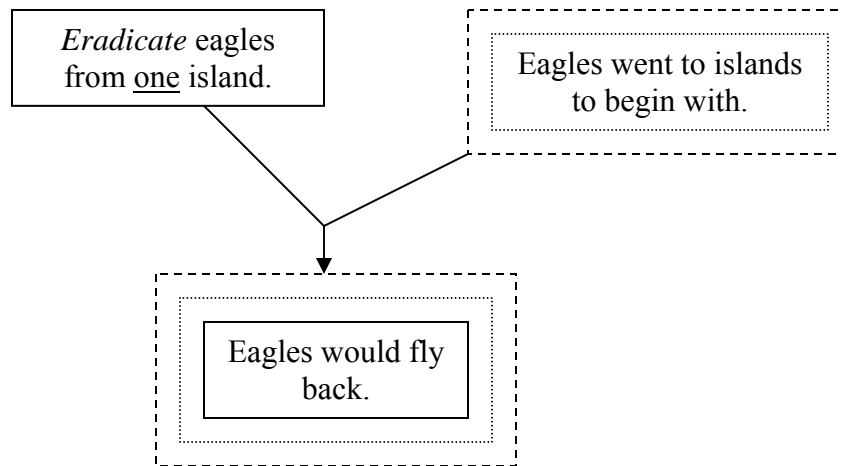 Eradicate eagles
from one island.
Eagles went to islands
to begin with.
Eagles would fly
back.